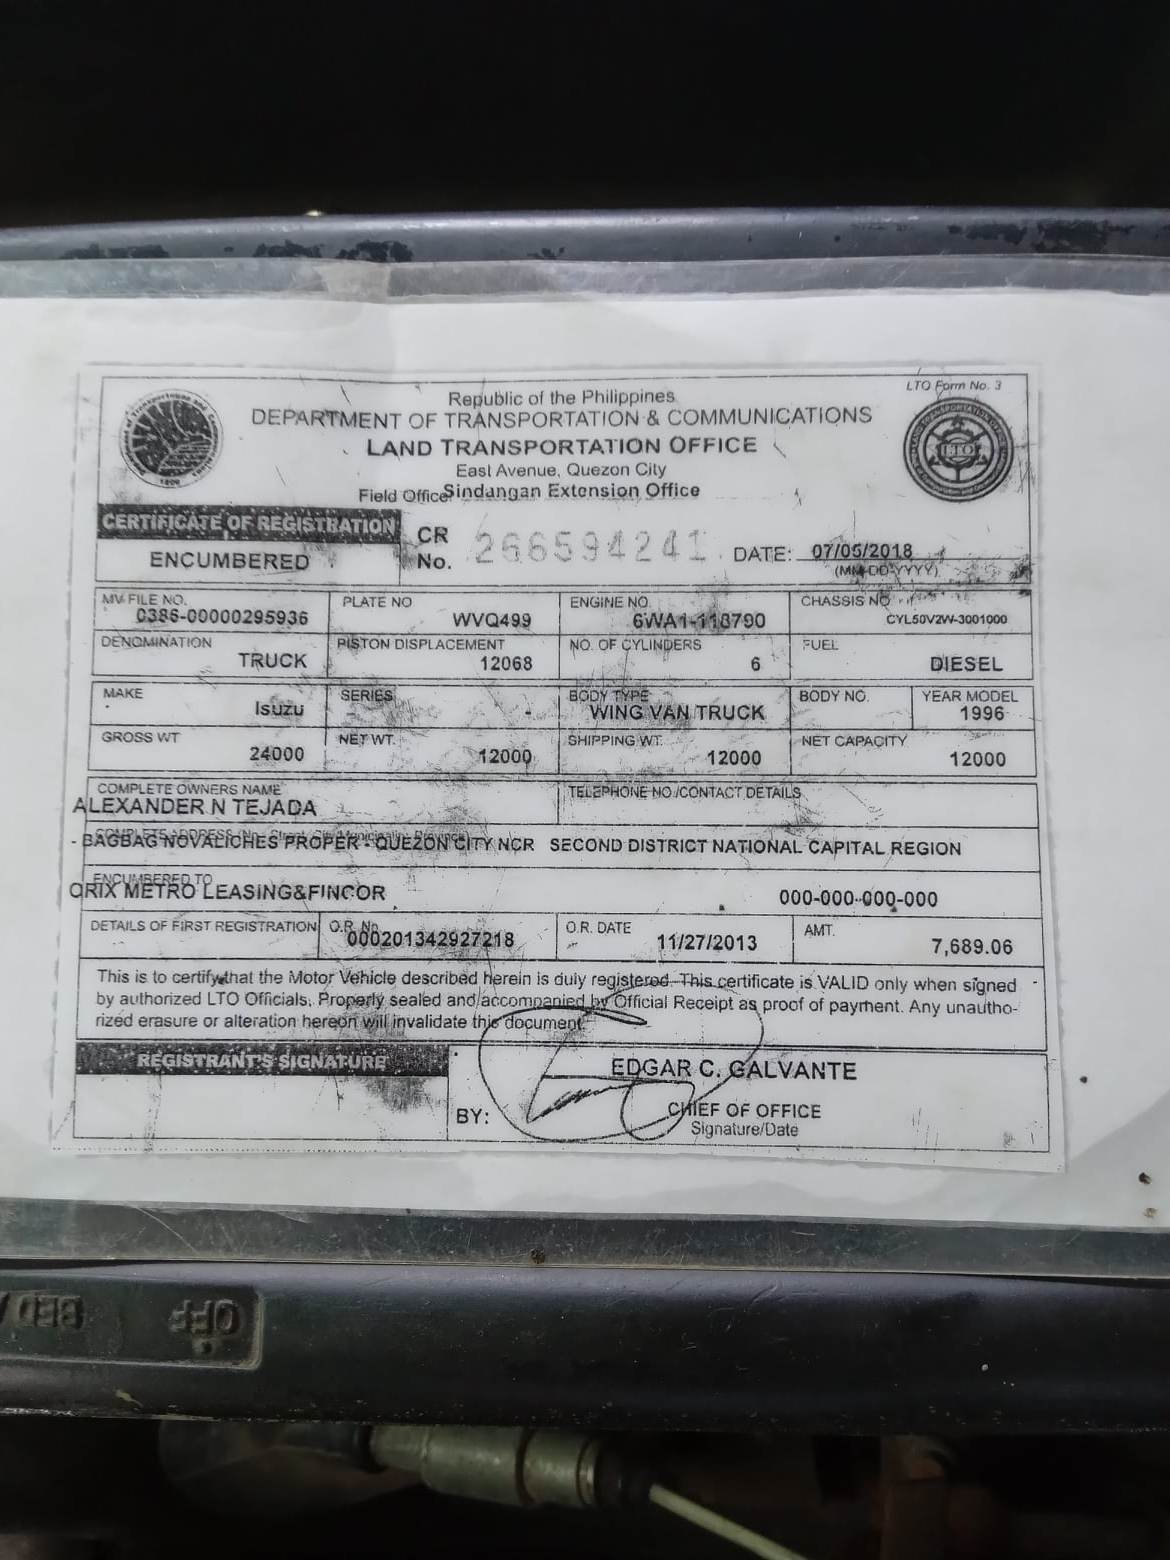 LTO Form No. 3
Republic of the Philippines
DEPARTMENT OF TRANSPORTATION & COMMUNICATIONS
LAND TRANSPORTATION OFFICE
East Avenue, Quezon City
Field Office Sindangan Extension Office
CERTIFICATE OF REGISTRATION
ENCUMBERED
CR No. 266594241
DATE: 07/05/2018
(MM-DD-YYYY)
MV FILE NO. PLATE NO ENGINE NO. CHASSIS NO.
0386-00000295936 WVQ499 6WA1-118790 CYL50V2W-3001000
DENOMINATION PISTON DISPLACEMENT NO. OF CYLINDERS FUEL
TRUCK 12068 6 DIESEL
MAKE SERIES BODY TYPE BODY NO. YEAR MODEL
Isuzu - WING VAN TRUCK 1996
GROSS WT NET WT. SHIPPING WT. NET CAPACITY
24000 12000 12000 12000
COMPLETE OWNERS NAME TELEPHONE NO./CONTACT DETAILS
ALEXANDER N TEJADA
COMPLETE ADDRESS (No., Street, City/Municipality, Province)
- BAGBAG NOVALICHES PROPER - QUEZON CITY NCR SECOND DISTRICT NATIONAL CAPITAL REGION
ENCUMBERED TO
ORIX METRO LEASING&FINCOR 000-000-000-000
DETAILS OF FIRST REGISTRATION O.R. No. O.R. DATE AMT.
000201342927218 11/27/2013 7,689.06
This is to certify that the Motor Vehicle described herein is duly registered. This certificate is VALID only when signed
by authorized LTO Officials. Properly sealed and accompanied by Official Receipt as proof of payment. Any unautho-
rized erasure or alteration hereon will invalidate this document
REGISTRANT'S SIGNATURE
EDGAR C. GALVANTE
BY: CHIEF OF OFFICE
Signature/Date
LTO
OFF
BED